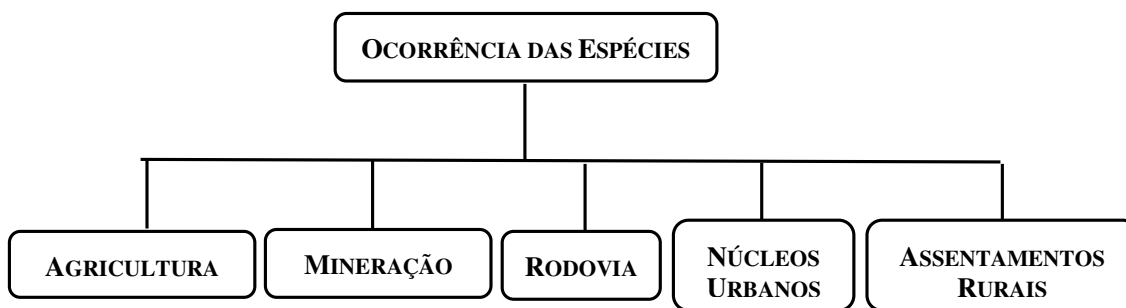 OCORRÊNCIA DAS ESPÉCIES
AGRICULTURA
MINERAÇÃO
RODOVIA
NÚCLEOS
URBANOS
ASSENTAMENTOS
RURAIS